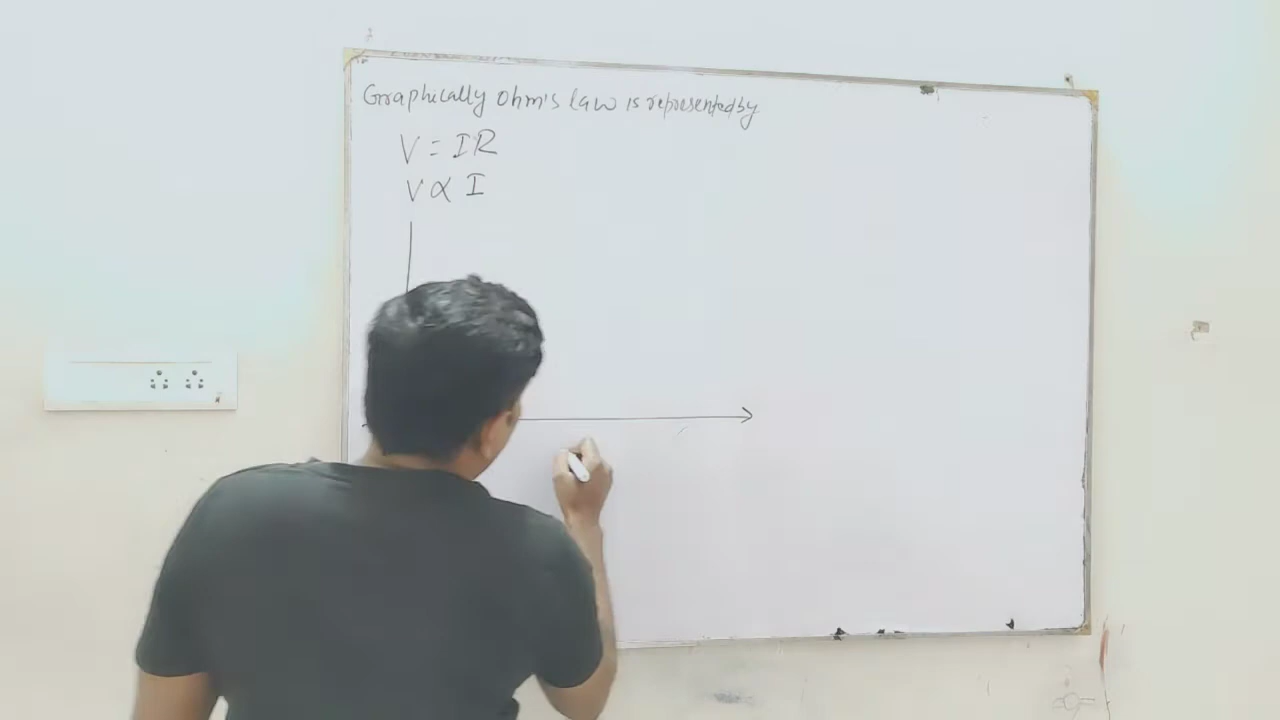 Graphically Ohm's law is represented by
V = IR
V ∝ I